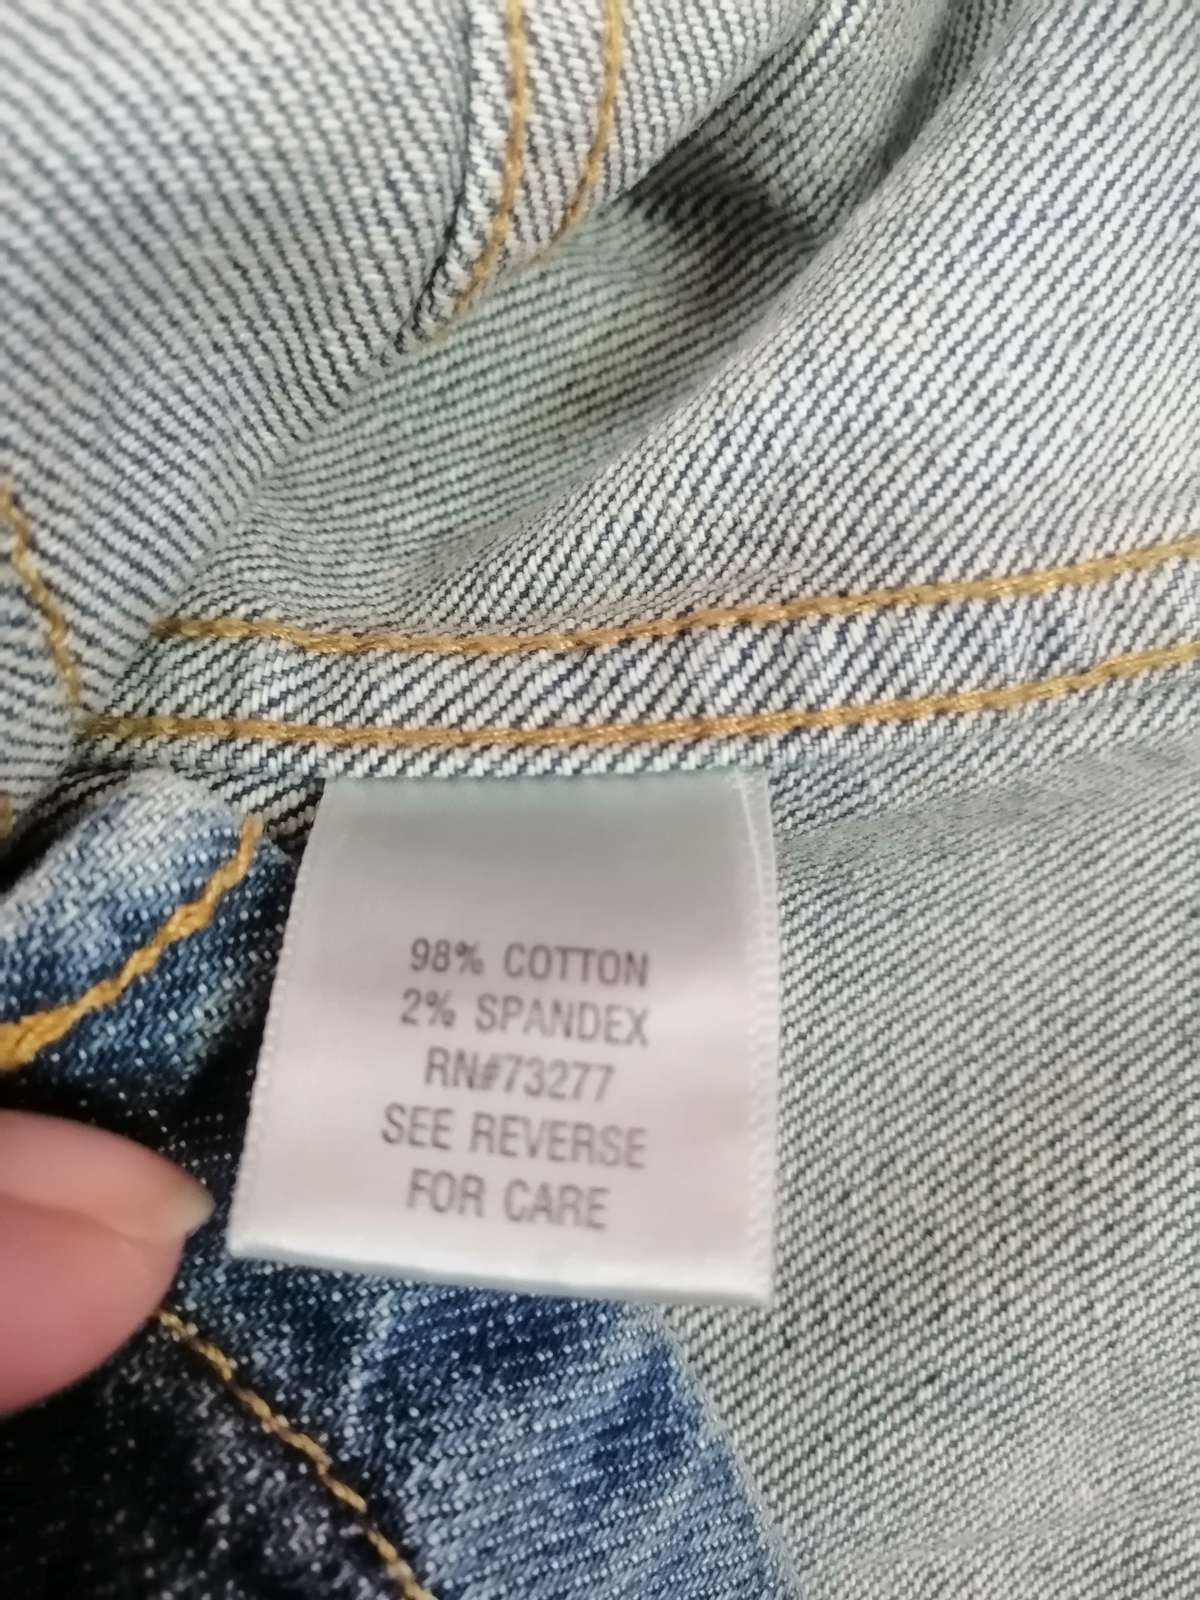 98% COTTON
2% SPANDEX
RN#73277
SEE REVERSE
FOR CARE